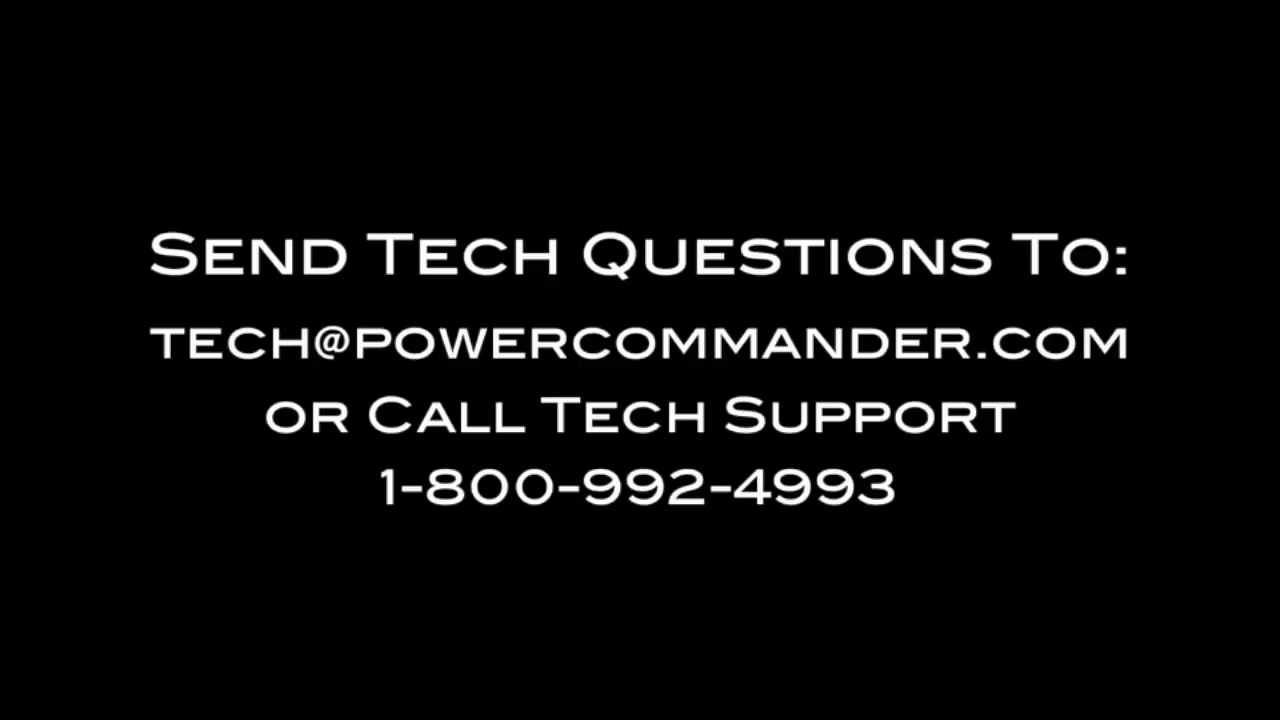 Send Tech Questions To:
tech@powercommander.com
or Call Tech Support
1-800-992-4993